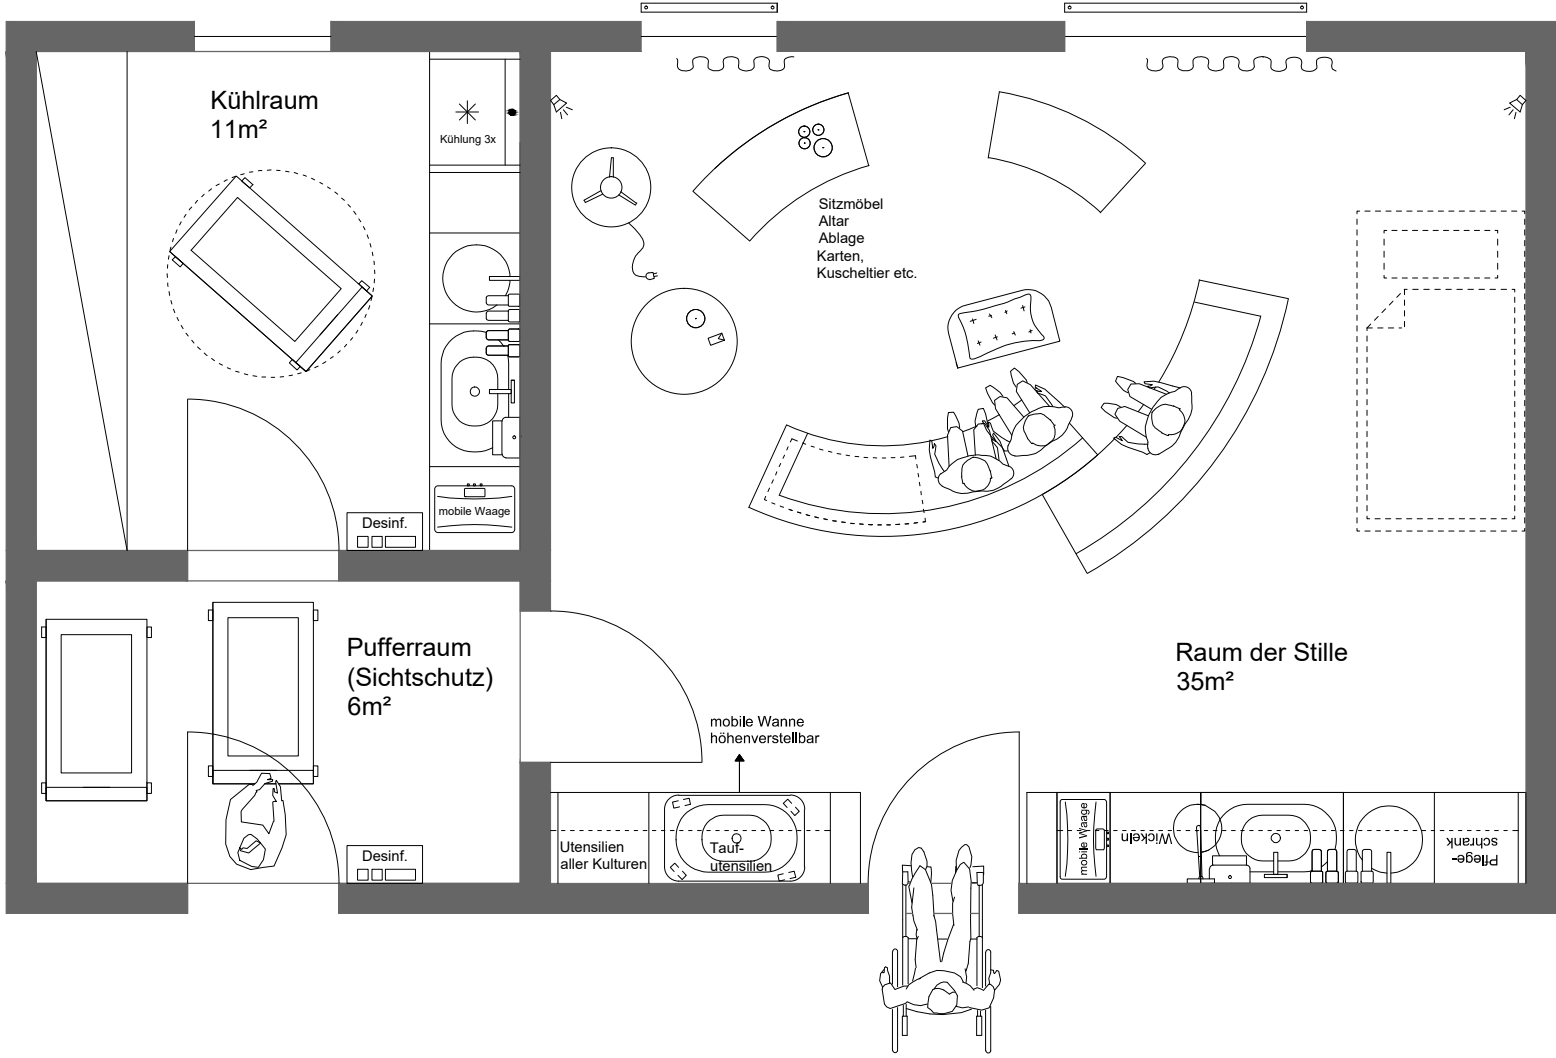 Kühlraum
11m²
Kühlung 3x
Sitzmöbel
Altar
Ablage
Karten,
Kuscheltier etc.
mobile Waage
Desinf.
Pufferraum
(Sichtschutz)
6m²
Raum der Stille
35m²
mobile Wanne
höhenverstellbar
Desinf.
Utensilien
aller Kulturen
Tauf-
utensilien
mobile Waage
Wickeln
Pflege-
schrank